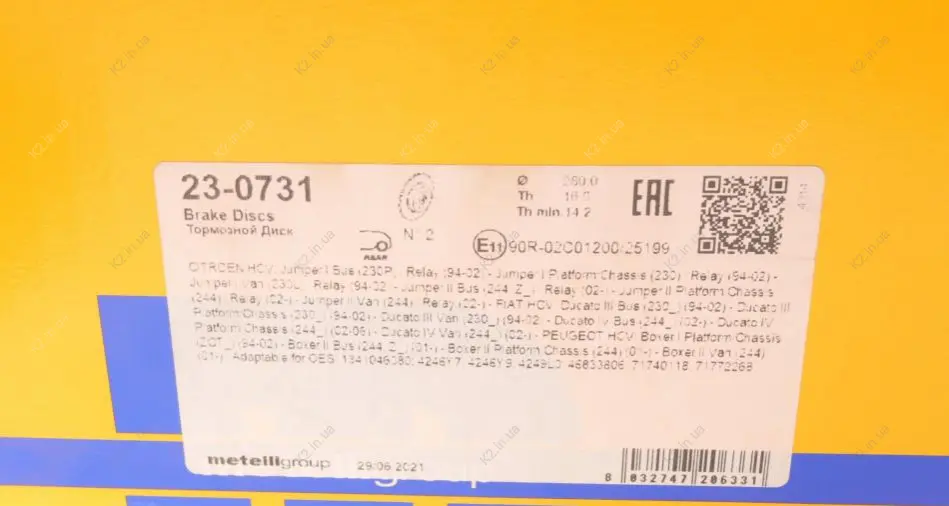 23-0731
Brake Discs
Тормозной Диск
N° 2
REAR
Ø 280.0
Th 16.0
Th min. 14.2
EAC
E11 90R-02C01200/25199
CITROEN HCV: Jumper I Bus (230P) Relay (94-02) - Jumper I Platform Chassis (230) Relay (94-02) -
Jumper I Van (230L) Relay (94-02) - Jumper II Bus (244, Z_) Relay (02-) - Jumper II Platform Chassis
(244) Relay (02-) - Jumper II Van (244) Relay (02-) - FIAT HCV: Ducato III Bus (230_) (94-02) - Ducato III
Platform Chassis (230_) (94-02) - Ducato III Van (230_) (94-02) - Ducato IV Bus (244_) (02-) - Ducato IV
Platform Chassis (244_) (02-06) - Ducato IV Van (244_) (02-) - PEUGEOT HCV: Boxer I Platform Chassis
(ZCT_) (94-02) - Boxer II Bus (244, Z_) (01-) - Boxer II Platform Chassis (244) (01-) - Boxer II Van (244)
(01-) Adaptable for OES: 4246Y7, 4246Y9, 46833806, 71740118, 71772268
metelligroup
29/06/2021
8 032747 206331
K2.in.ua